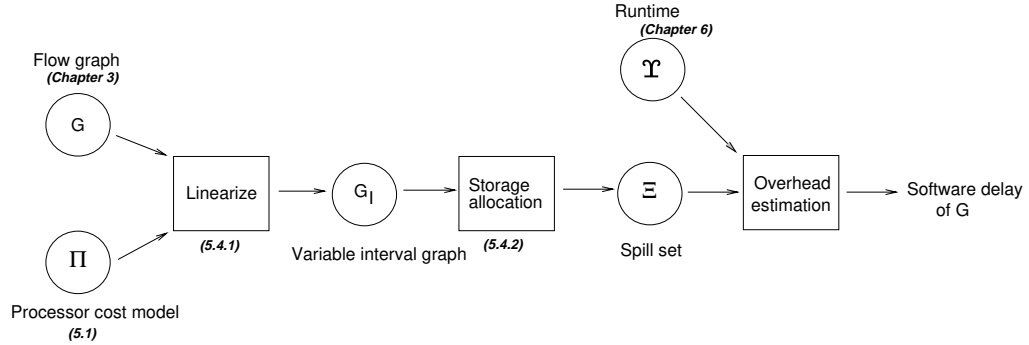 Runtime
(Chapter 6)
ϒ
Flow graph
(Chapter 3)
G
Linearize
(5.4.1)
G_I
Variable interval graph
Storage
allocation
(5.4.2)
Ξ
Spill set
Overhead
estimation
Software delay
of G
Π
Processor cost model
(5.1)